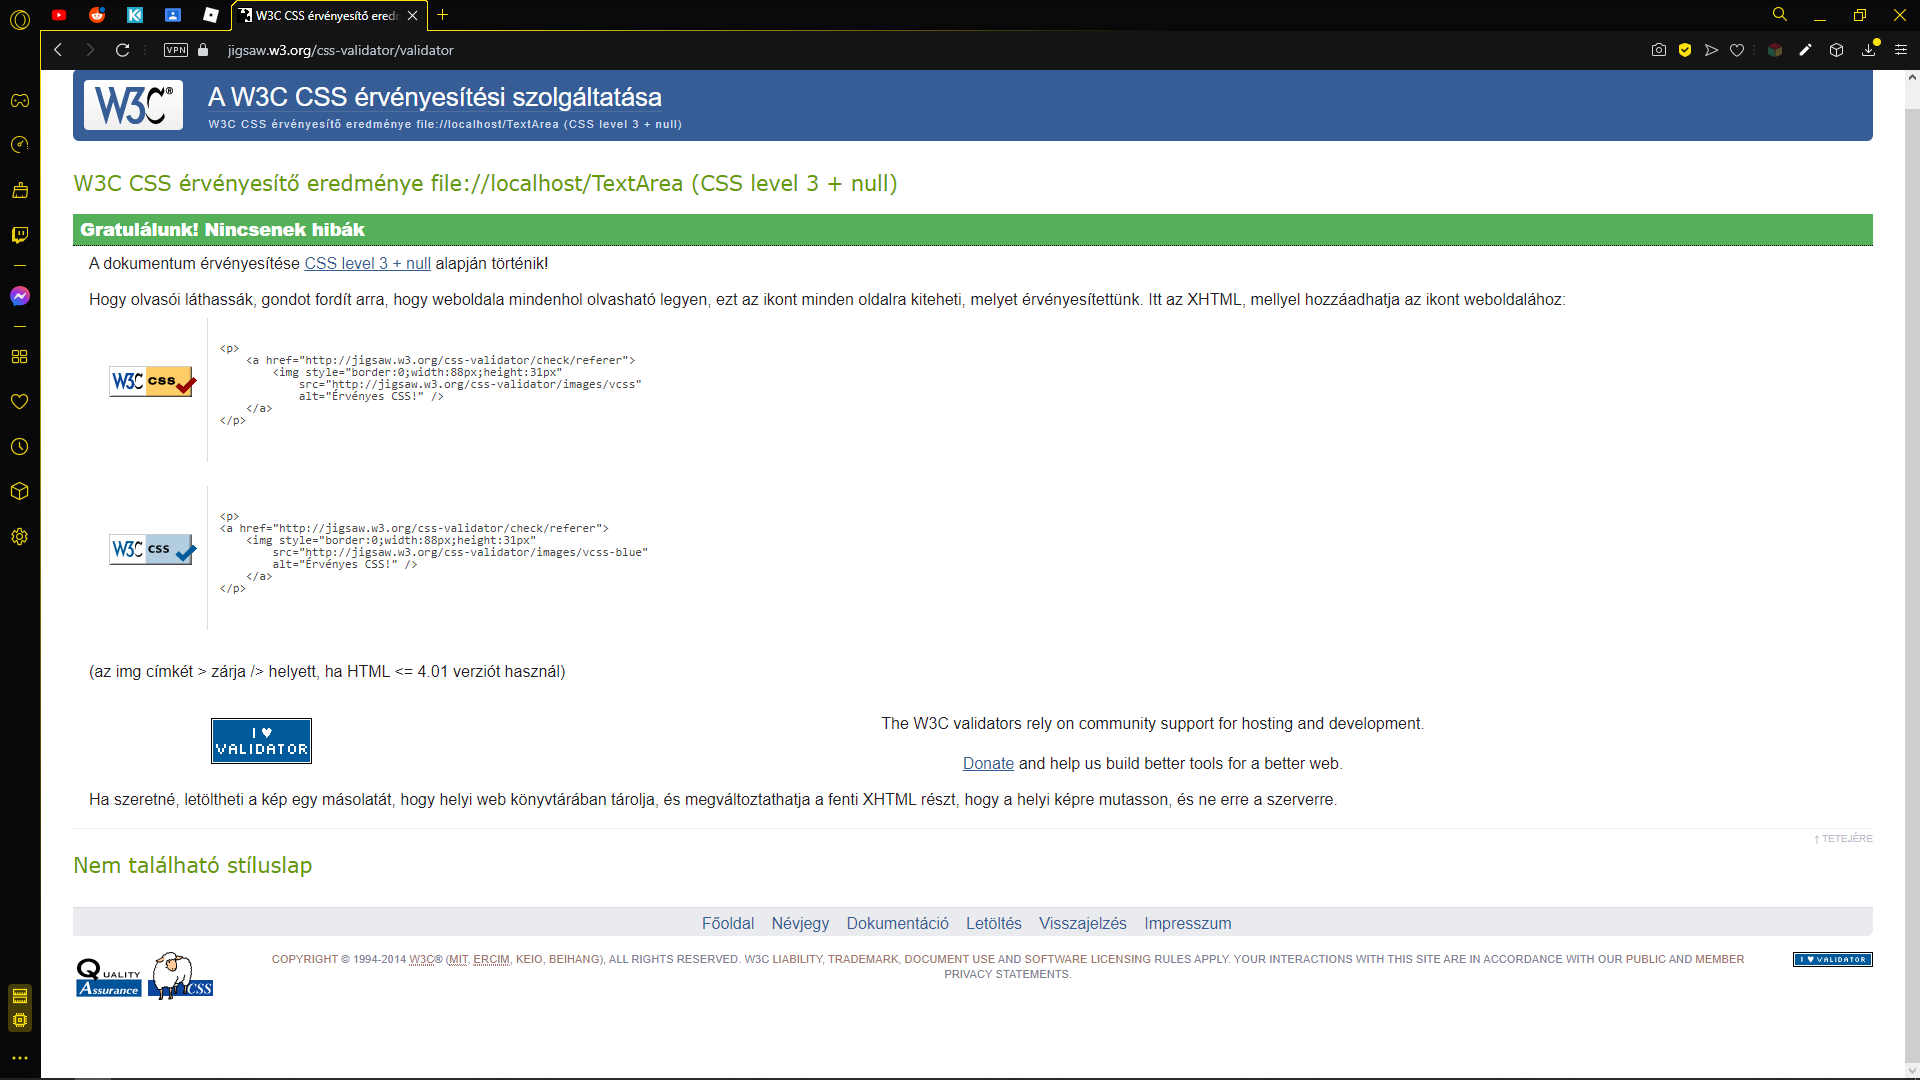 W3C CSS érvényesítő ered
VPN
jigsaw.w3.org/css-validator/validator
W3C®
A W3C CSS érvényesítési szolgáltatása
W3C CSS érvényesítő eredménye file://localhost/TextArea (CSS level 3 + null)
W3C CSS érvényesítő eredménye file://localhost/TextArea (CSS level 3 + null)
Gratulálunk! Nincsenek hibák
A dokumentum érvényesítése CSS level 3 + null alapján történik!
Hogy olvasói láthassák, gondot fordít arra, hogy weboldala mindenhol olvasható legyen, ezt az ikont minden oldalra kiteheti, melyet érvényesítettünk. Itt az XHTML, mellyel hozzáadhatja az ikont weboldalához:
W3C css
<p>
<a href="http://jigsaw.w3.org/css-validator/check/referer">
<img style="border:0;width:88px;height:31px"
src="http://jigsaw.w3.org/css-validator/images/vcss"
alt="Érvényes CSS!" />
</a>
</p>
W3C css
<p>
<a href="http://jigsaw.w3.org/css-validator/check/referer">
<img style="border:0;width:88px;height:31px"
src="http://jigsaw.w3.org/css-validator/images/vcss-blue"
alt="Érvényes CSS!" />
</a>
</p>
(az img címkét > zárja /> helyett, ha HTML <= 4.01 verziót használ)
I ♥
VALIDATOR
The W3C validators rely on community support for hosting and development.
Donate and help us build better tools for a better web.
Ha szeretné, letöltheti a kép egy másolatát, hogy helyi web könyvtárában tárolja, és megváltoztathatja a fenti XHTML részt, hogy a helyi képre mutasson, és ne erre a szerverre.
↑ TETEJÉRE
Nem található stíluslap
Főoldal Névjegy Dokumentáció Letöltés Visszajelzés Impresszum
QUALITY
Assurance
CSS
COPYRIGHT © 1994-2014 W3C® (MIT, ERCIM, KEIO, BEIHANG), ALL RIGHTS RESERVED. W3C LIABILITY, TRADEMARK, DOCUMENT USE AND SOFTWARE LICENSING RULES APPLY. YOUR INTERACTIONS WITH THIS SITE ARE IN ACCORDANCE WITH OUR PUBLIC AND MEMBER
PRIVACY STATEMENTS.
I ♥ VALIDATOR